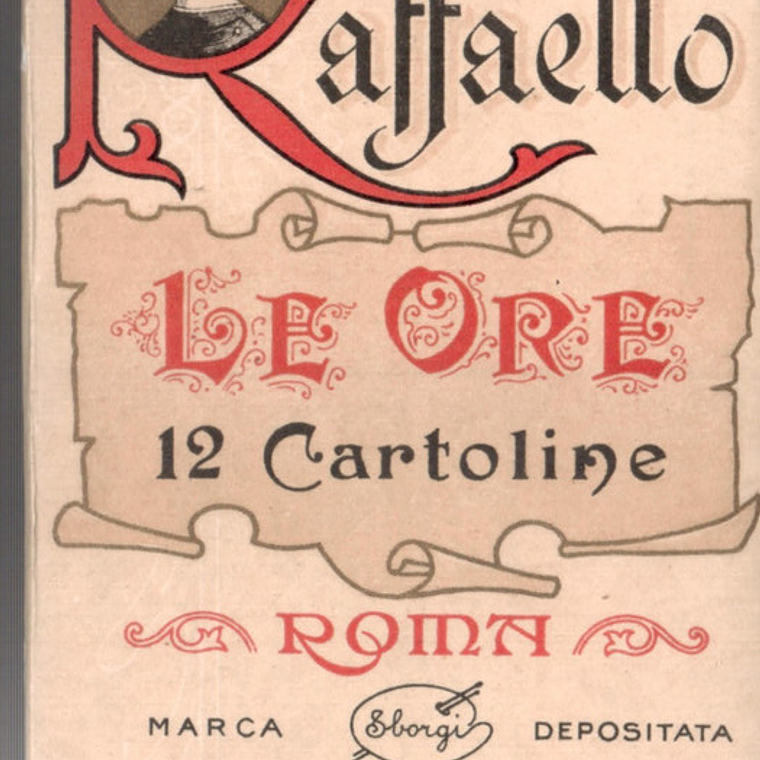 Raffaello
LE ORE
12 Cartoline
ROMA
MARCA Sborgi DEPOSITATA